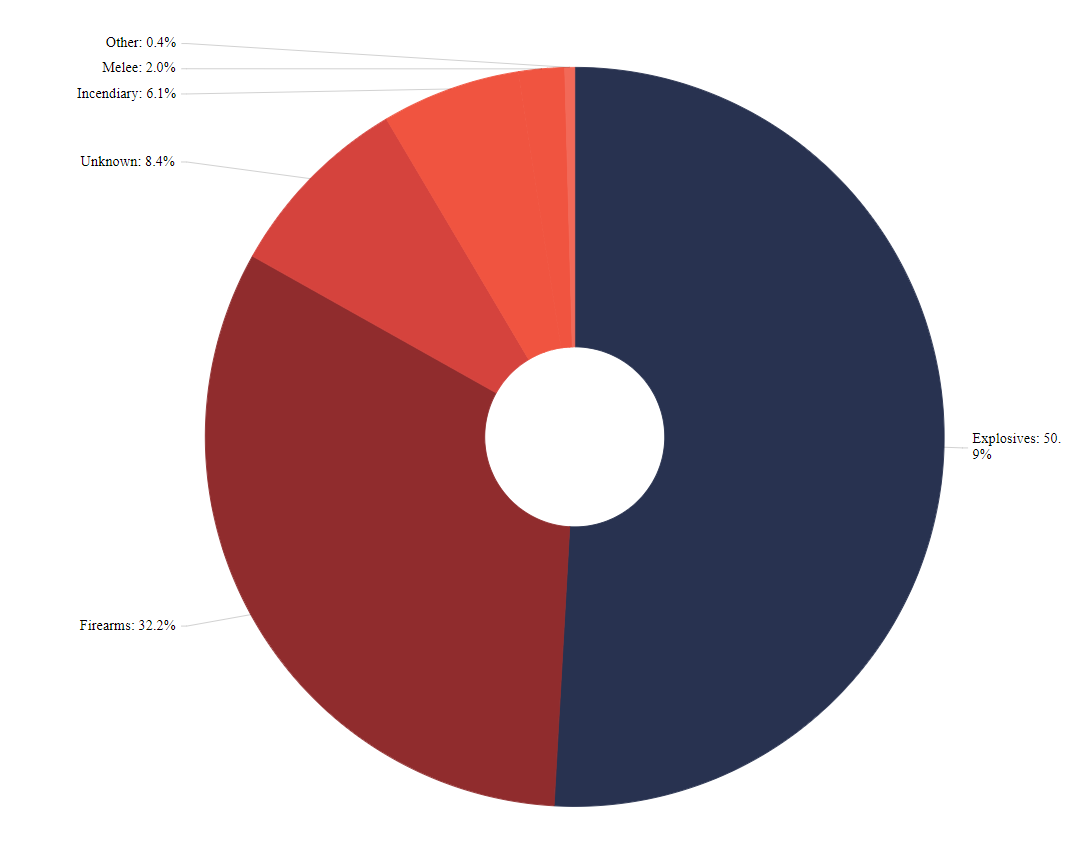 Other: 0.4%
Melee: 2.0%
Incendiary: 6.1%
Unknown: 8.4%
Explosives: 50.
9%
Firearms: 32.2%